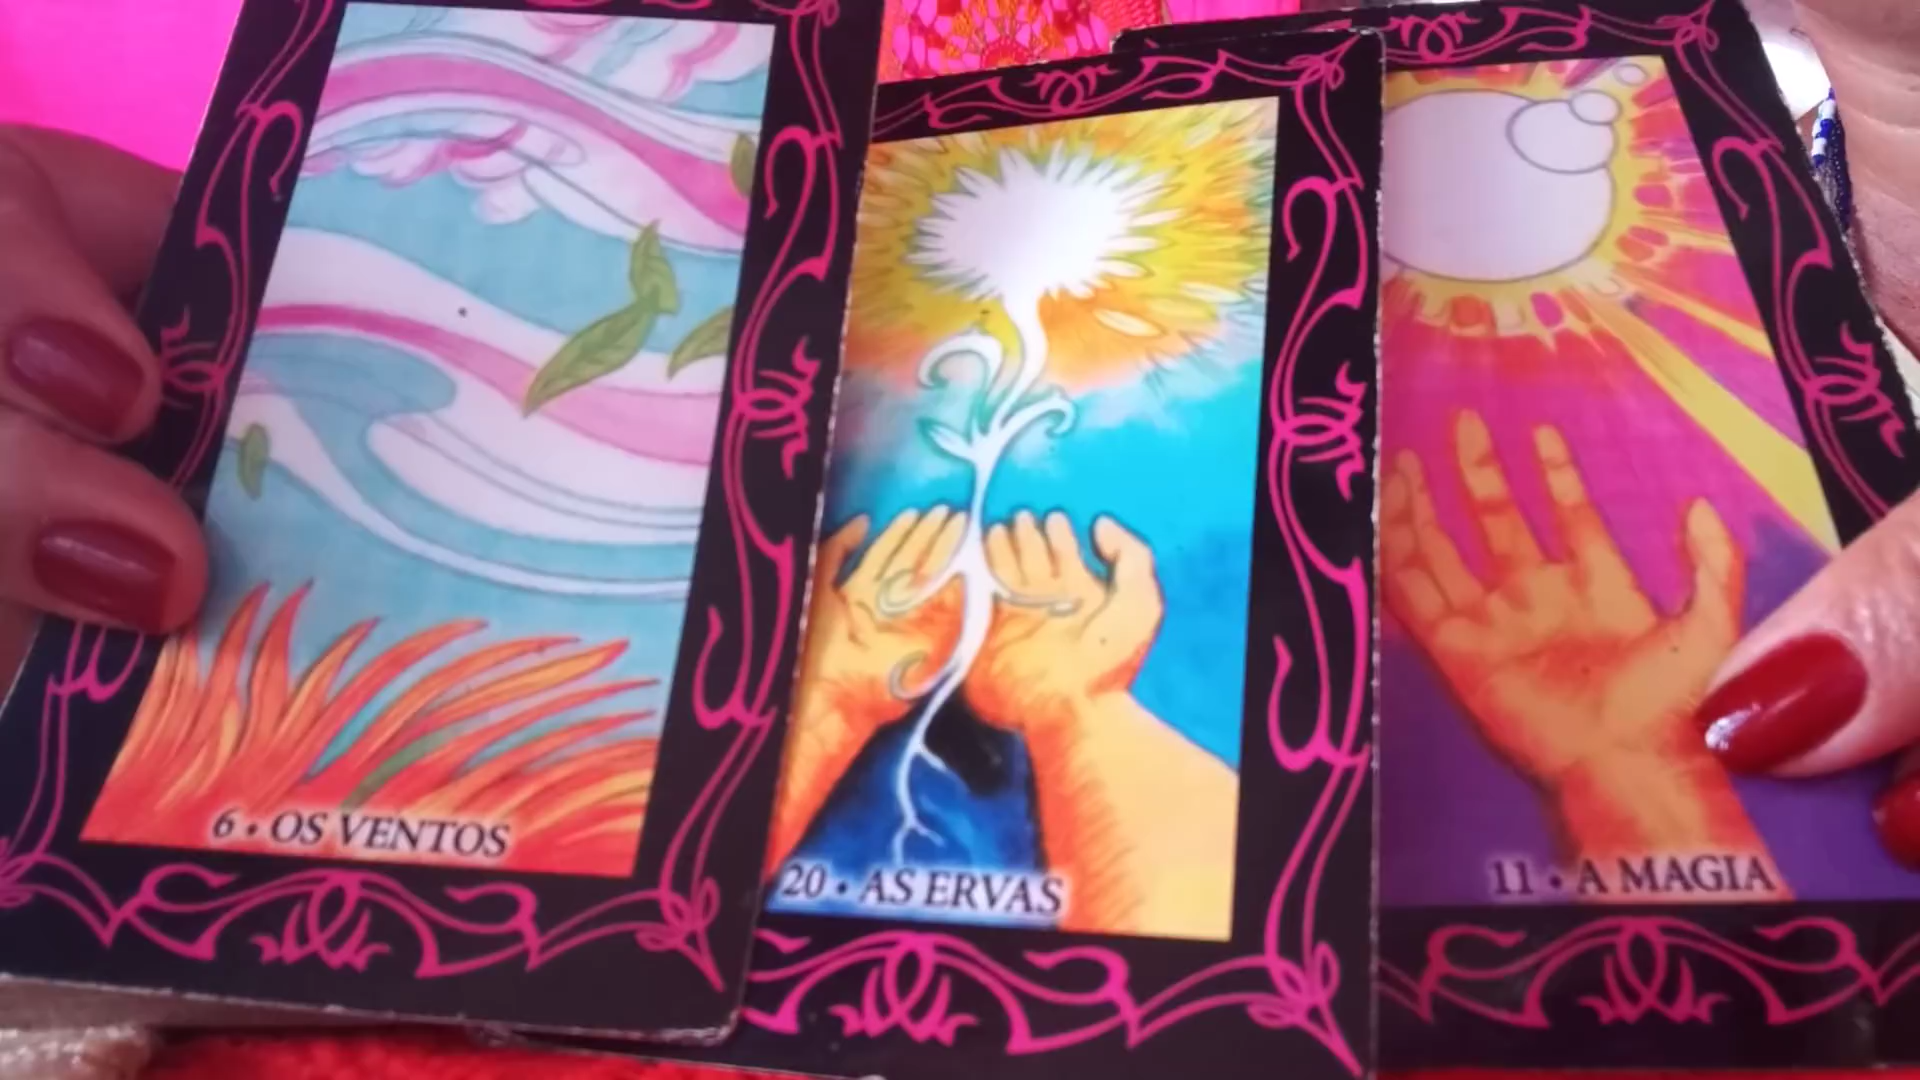 6 • OS VENTOS
20 • AS ERVAS
11 • A MAGIA